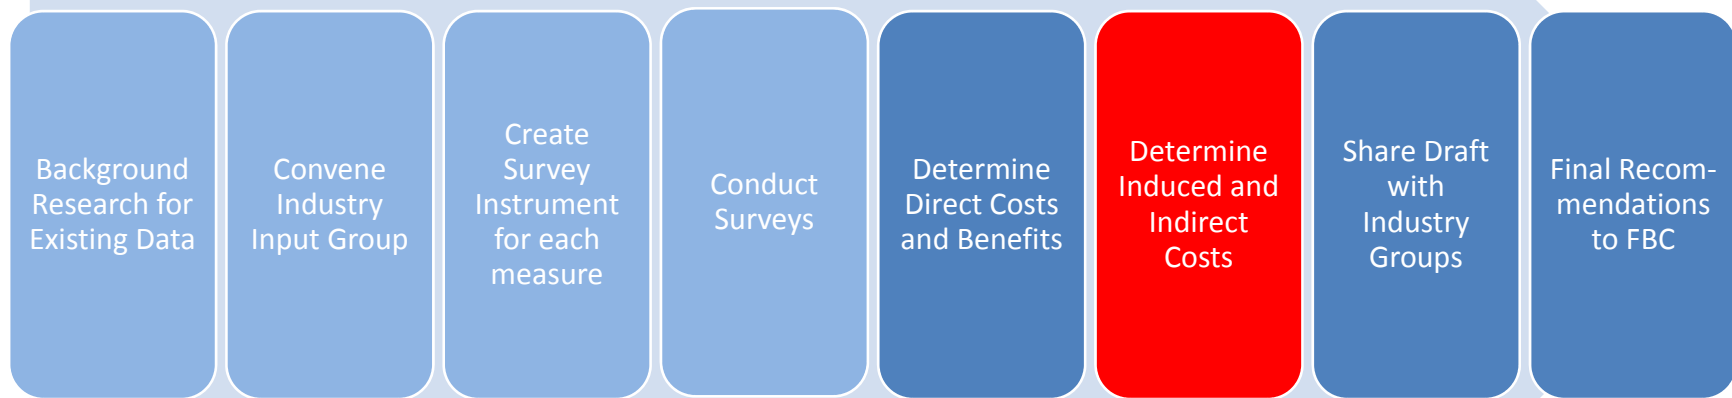 Background
Research for
Existing Data
Convene
Industry
Input Group
Create
Survey
Instrument
for each
measure
Conduct
Surveys
Determine
Direct Costs
and Benefits
Determine
Induced and
Indirect
Costs
Share Draft
with
Industry
Groups
Final Recom-
mendations
to FBC